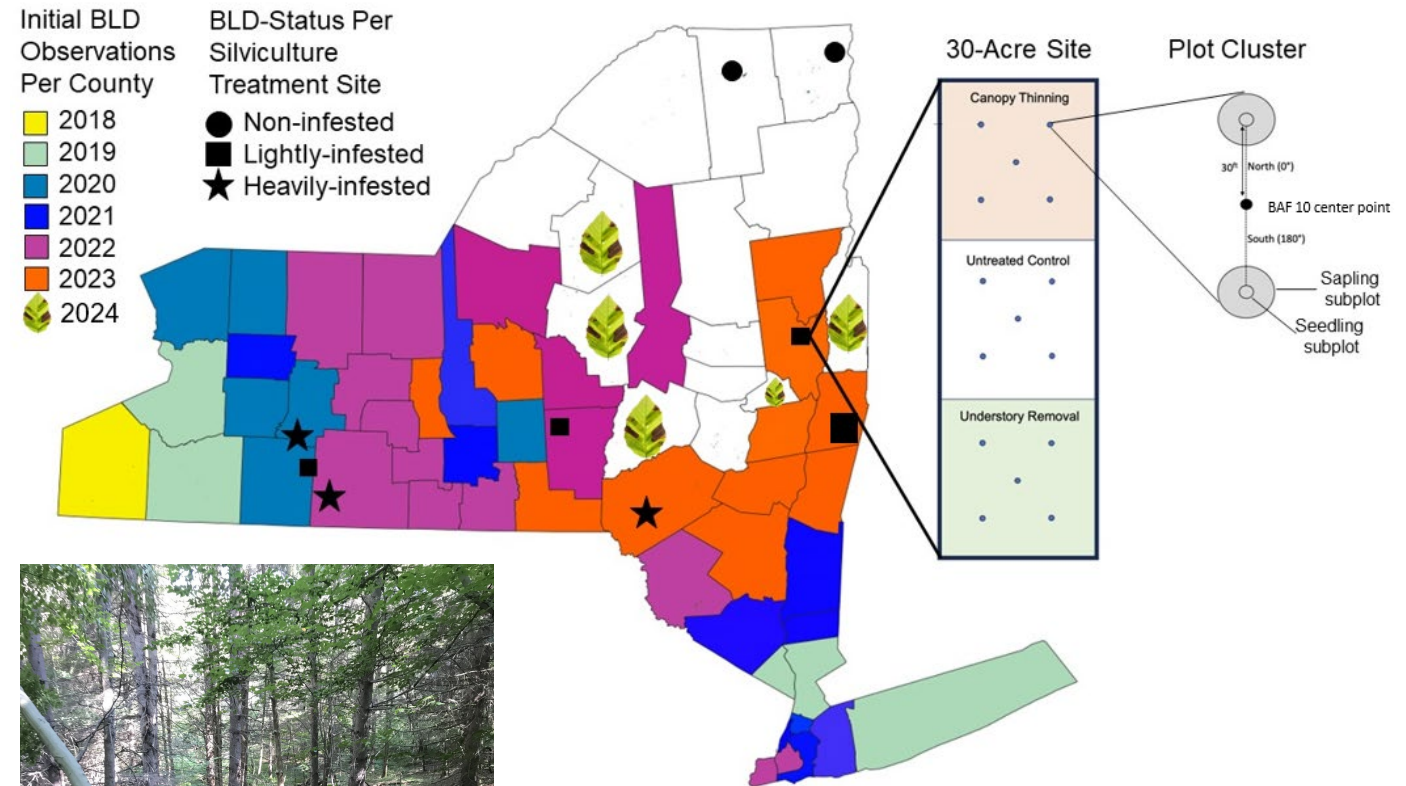 Initial BLD
Observations
Per County
2018
2019
2020
2021
2022
2023
2024
BLD-Status Per
Silviculture
Treatment Site
Non-infested
Lightly-infested
Heavily-infested
30-Acre Site
Canopy Thinning
Untreated Control
Understory Removal
Plot Cluster
30ft North (0°)
BAF 10 center point
South (180°)
Sapling
subplot
Seedling
subplot